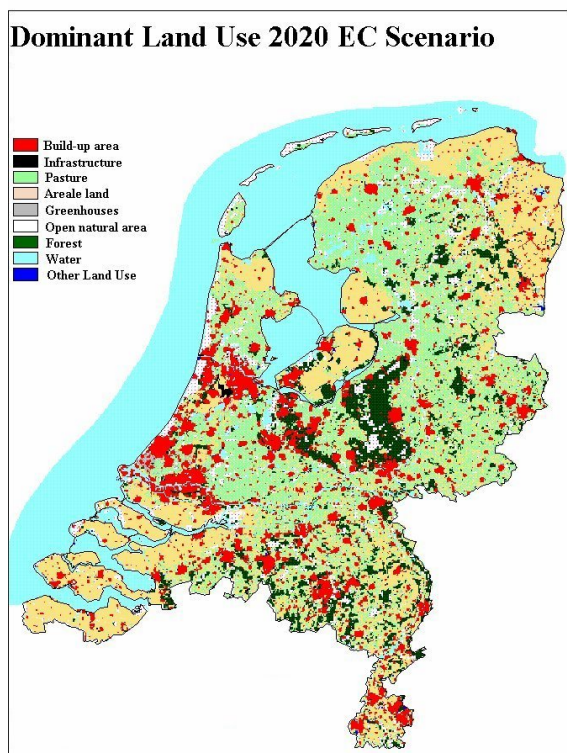 Dominant Land Use 2020 EC Scenario
Build-up area
Infrastructure
Pasture
Areale land
Greenhouses
Open natural area
Forest
Water
Other Land Use